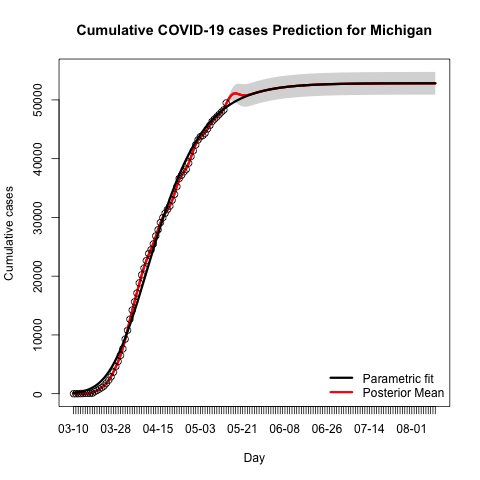 Cumulative COVID-19 cases Prediction for Michigan
Cumulative cases
50000
40000
30000
20000
10000
0
Parametric fit
Posterior Mean
03-10 03-28 04-15 05-03 05-21 06-08 06-26 07-14 08-01
Day